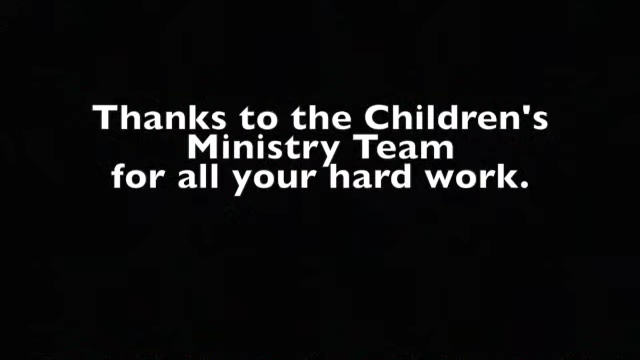 Thanks to the Children's
Ministry Team
for all your hard work.